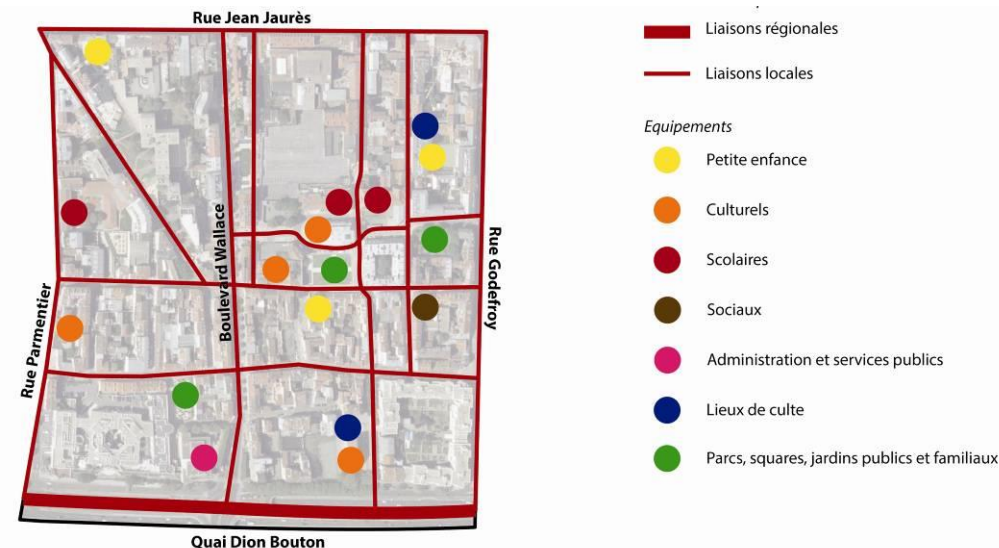 Rue Jean Jaurès
Boulevard Wallace
Rue Godefroy
Rue Parmentier
Quai Dion Bouton
Liaisons régionales
Liaisons locales
Equipements
Petite enfance
Culturels
Scolaires
Sociaux
Administration et services publics
Lieux de culte
Parcs, squares, jardins publics et familiaux